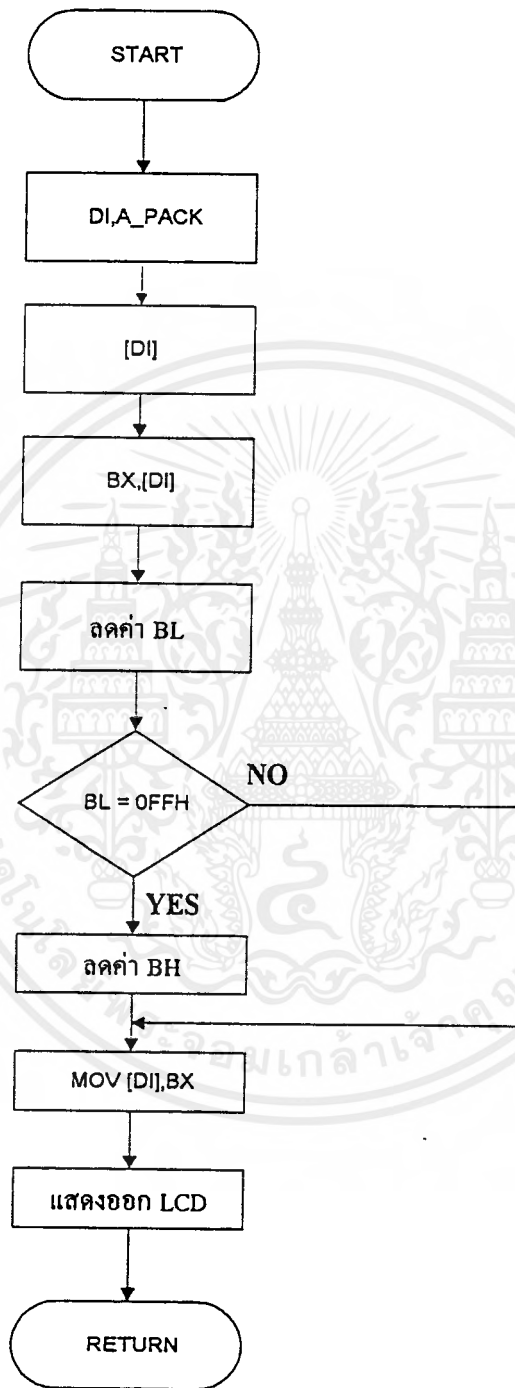 START
DI,A_PACK
[DI]
BX,[DI]
ลดค่า BL
BL = 0FFH
NO
YES
ลดค่า BH
MOV [DI],BX
แสดงออก LCD
RETURN